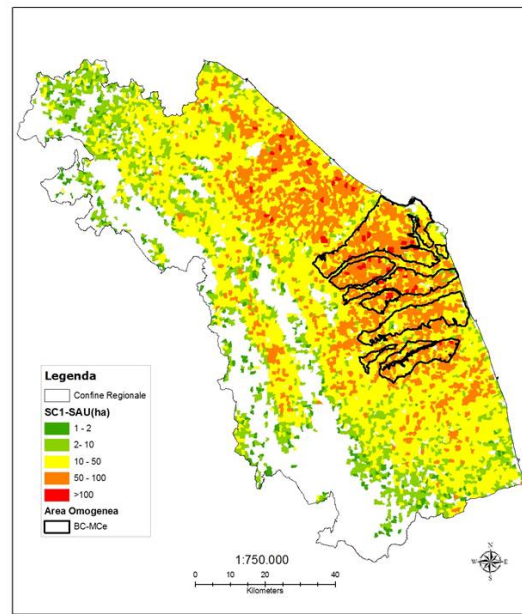 Legenda
Confine Regionale
SC1-SAU(ha)
1 - 2
2- 10
10 - 50
50 - 100
>100
Area Omogenea
BC-MCe
1:750.000
0 10 20 40
Kilometers
N
W E
S